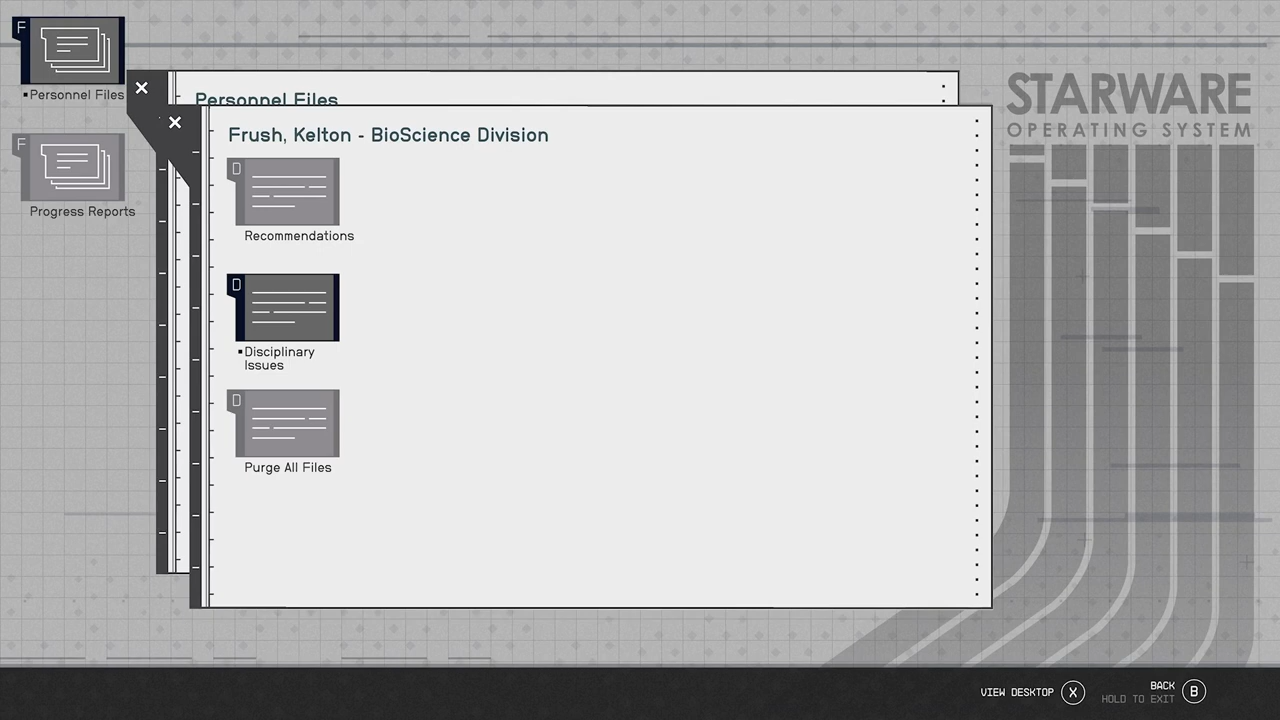 F
Personnel Files
F
Progress Reports
Personnel Files
Frush, Kelton - BioScience Division
Recommendations
Disciplinary
Issues
Purge All Files
STARWARE
OPERATING SYSTEM
VIEW DESKTOP X
BACK B
HOLD TO EXIT